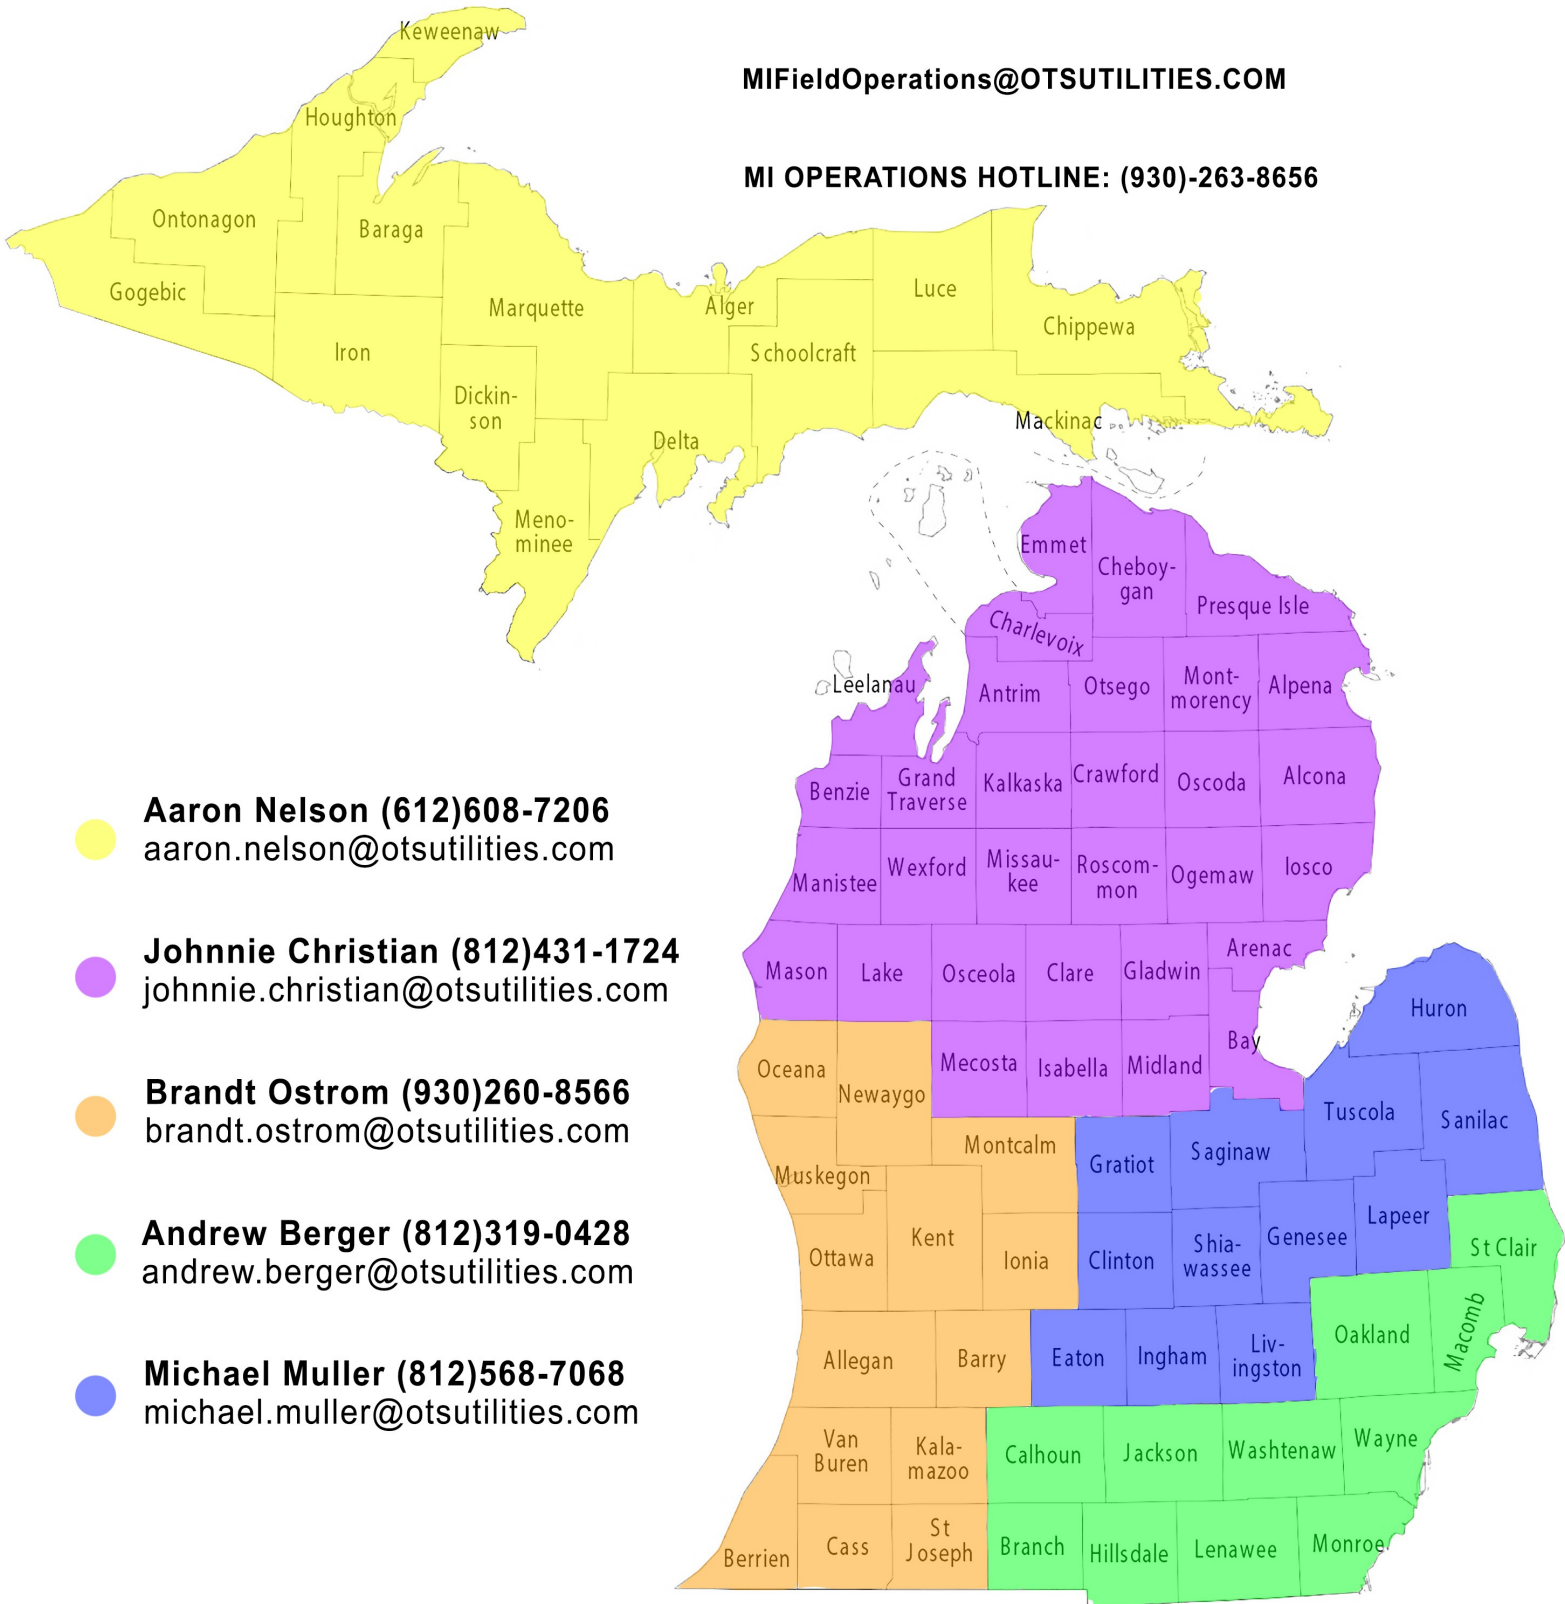 Keweenaw
MIFieldOperations@OTSUTILITIES.COM
Houghton
MI OPERATIONS HOTLINE: (930)-263-8656
Ontonagon
Baraga
Gogebic
Marquette
Alger
Luce
Chippewa
Iron
Schoolcraft
Dickin-
son
Delta
Mackinac
Meno-
minee
Emmet
Cheboy-
gan
Presque Isle
Charlevoix
Leelanau
Antrim
Otsego
Mont-
morency
Alpena
Benzie
Grand
Traverse
Kalkaska
Crawford
Oscoda
Alcona
Aaron Nelson (612)608-7206
aaron.nelson@otsutilities.com
Manistee
Wexford
Missau-
kee
Roscom-
mon
Ogemaw
Iosco
Johnnie Christian (812)431-1724
johnnie.christian@otsutilities.com
Mason
Lake
Osceola
Clare
Gladwin
Arenac
Huron
Bay
Oceana
Newaygo
Mecosta
Isabella
Midland
Brandt Ostrom (930)260-8566
brandt.ostrom@otsutilities.com
Tuscola
Sanilac
Muskegon
Montcalm
Gratiot
Saginaw
Andrew Berger (812)319-0428
andrew.berger@otsutilities.com
Ottawa
Kent
Ionia
Clinton
Shia-
wassee
Genesee
Lapeer
St Clair
Michael Muller (812)568-7068
michael.muller@otsutilities.com
Allegan
Barry
Eaton
Ingham
Liv-
ingston
Oakland
Macomb
Van
Buren
Kala-
mazoo
Calhoun
Jackson
Washtenaw
Wayne
Berrien
Cass
St
Joseph
Branch
Hillsdale
Lenawee
Monroe